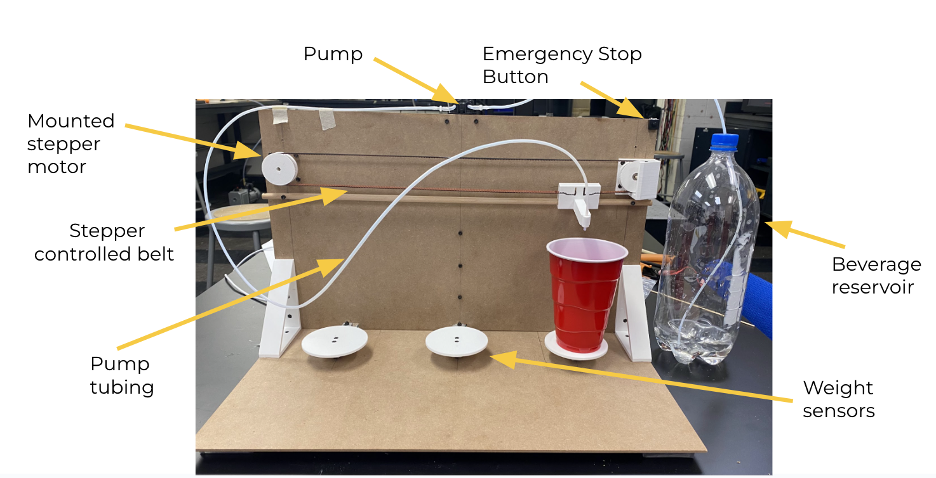 Pump
Emergency Stop
Button
Mounted
stepper
motor
Stepper
controlled belt
Beverage
reservoir
Pump
tubing
Weight
sensors